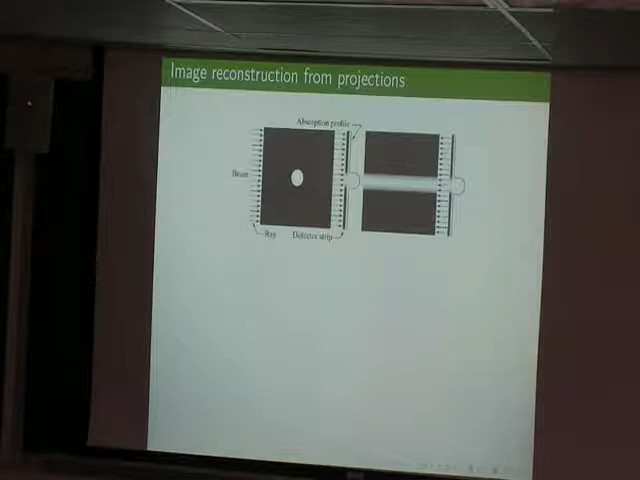 Image reconstruction from projections
Absorption profile
Beam
Ray
Detector strip